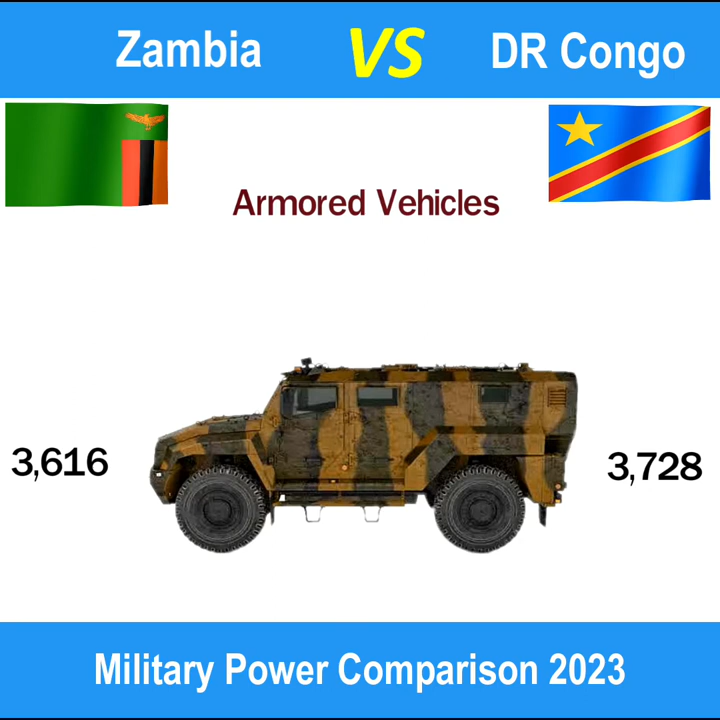 Zambia VS DR Congo
Armored Vehicles
3,616
3,728
Military Power Comparison 2023